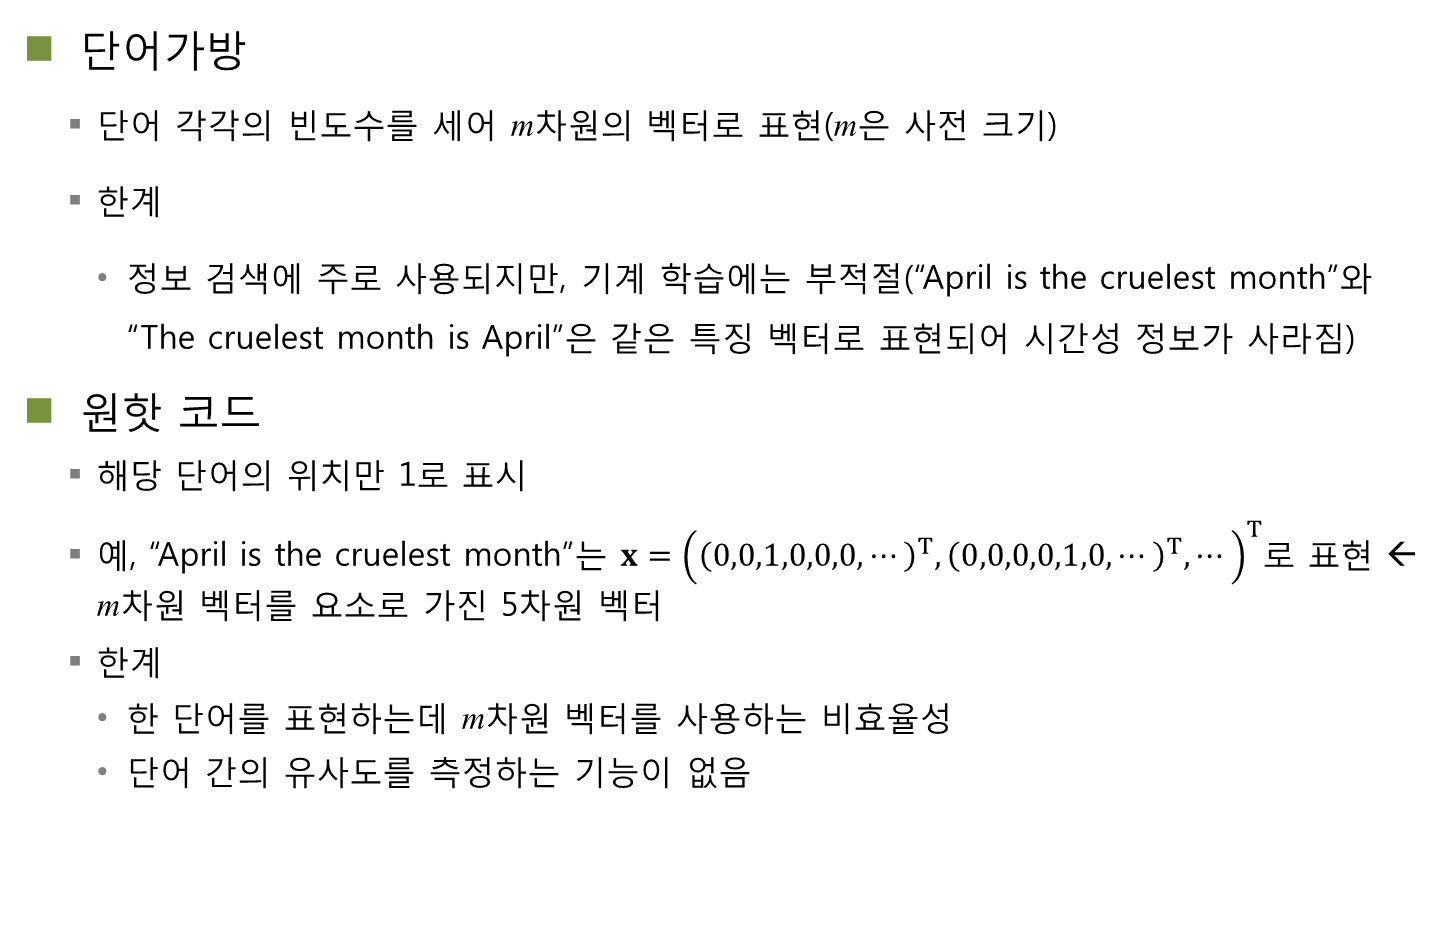 ■ 단어가방
▪ 단어 각각의 빈도수를 세어 m차원의 벡터로 표현(m은 사전 크기)
▪ 한계
• 정보 검색에 주로 사용되지만, 기계 학습에는 부적절(“April is the cruelest month”와
“The cruelest month is April”은 같은 특징 벡터로 표현되어 시간성 정보가 사라짐)
■ 원핫 코드
▪ 해당 단어의 위치만 1로 표시
▪ 예, “April is the cruelest month”는 x = ((0,0,1,0,0,0,⋯)ᵀ,(0,0,0,0,1,0,⋯)ᵀ,⋯)ᵀ로 표현 ←
m차원 벡터를 요소로 가진 5차원 벡터
▪ 한계
• 한 단어를 표현하는데 m차원 벡터를 사용하는 비효율성
• 단어 간의 유사도를 측정하는 기능이 없음